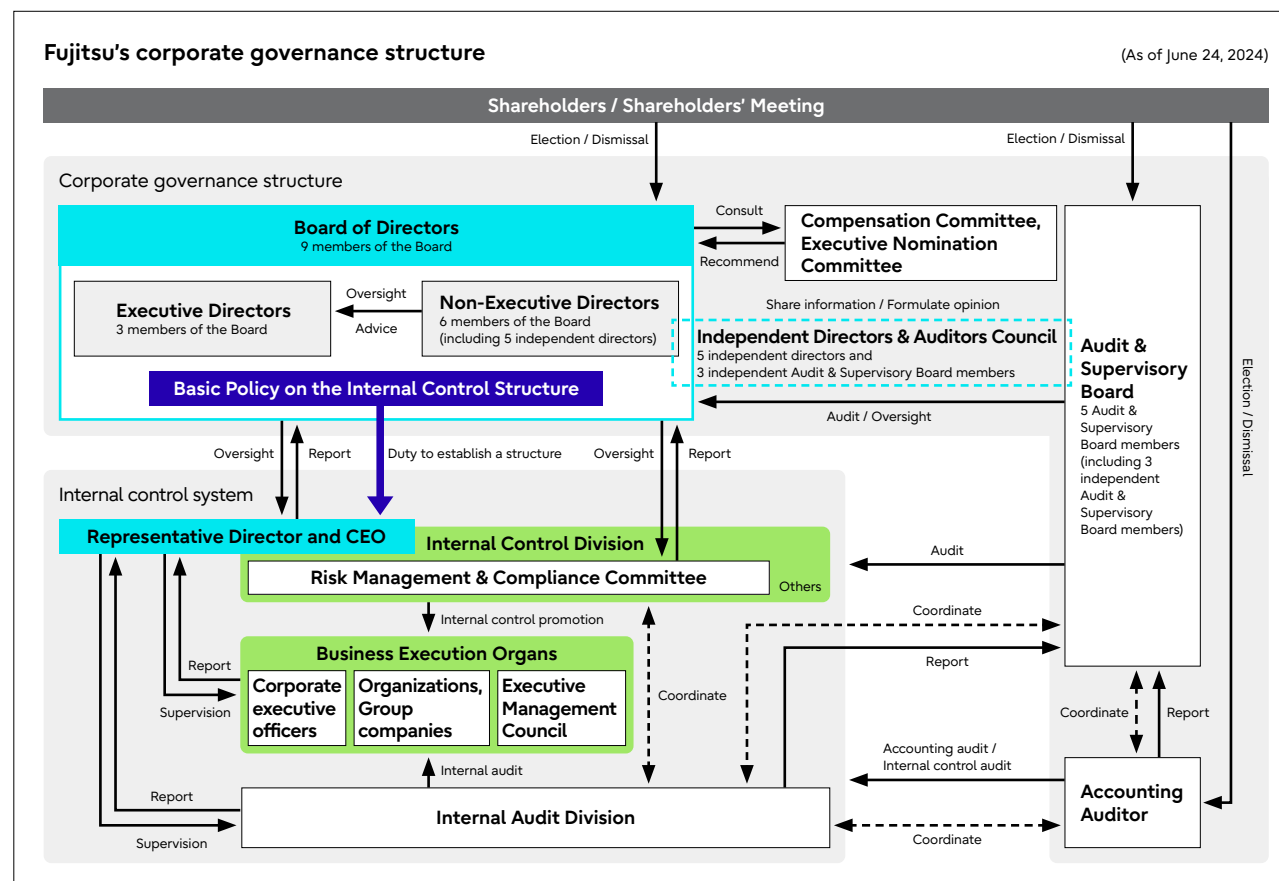 Fujitsu’s corporate governance structure
(As of June 24, 2024)
Shareholders / Shareholders’ Meeting
Election / Dismissal
Election / Dismissal
Corporate governance structure
Board of Directors
9 members of the Board
Consult
Recommend
Compensation Committee,
Executive Nomination
Committee
Executive Directors
3 members of the Board
Oversight
Advice
Non-Executive Directors
6 members of the Board
(including 5 independent directors)
Share information / Formulate opinion
Independent Directors & Auditors Council
5 independent directors and
3 independent Audit & Supervisory Board members
Audit &
Supervisory
Board
5 Audit &
Supervisory
Board members
(including 3
independent
Audit &
Supervisory
Board members)
Election / Dismissal
Basic Policy on the Internal Control Structure
Audit / Oversight
Oversight
Report
Duty to establish a structure
Oversight
Report
Internal control system
Representative Director and CEO
Internal Control Division
Risk Management & Compliance Committee
Others
Audit
Internal control promotion
Coordinate
Business Execution Organs
Corporate
executive
officers
Organizations,
Group
companies
Executive
Management
Council
Report
Supervision
Coordinate
Report
Coordinate
Report
Internal audit
Accounting audit /
Internal control audit
Report
Supervision
Internal Audit Division
Coordinate
Accounting
Auditor